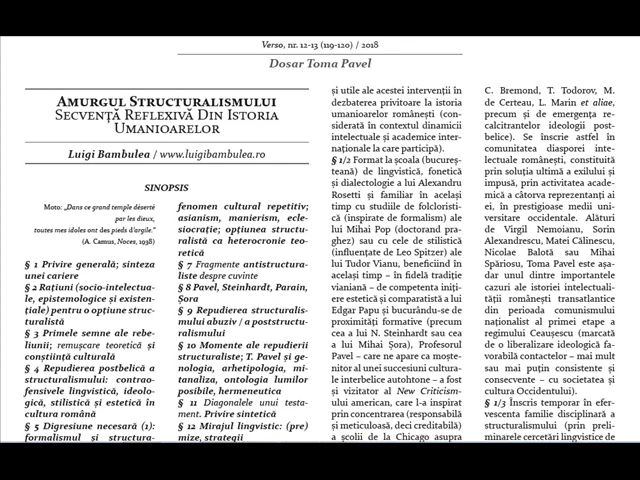 Verso, nr. 12-13 (119-120) / 2018
Dosar Toma Pavel
Amurgul Structuralismului
Secvență Reflexivă Din Istoria
Umanioarelor
Luigi Bambulea / www.luigibambulea.ro
SINOPSIS
Moto: „Dans ce grand temple déserté
par les dieux,
toutes mes idoles ont des pieds d'argile.”
(A. Camus, Noces, 1998)
§ 1 Privire generală; sinteza
unei cariere
§ 2 Rațiuni (socio-intelectua-
le, epistemologice și existen-
țiale) pentru o opțiune struc-
turalistă
§ 3 Primele semne ale rebe-
liunii; remușcare teoretică și
conștiință culturală
§ 4 Repudierea postbelică a
structuralismului: contrao-
fensivele lingvistică, ideolo-
gică, stilistică și estetică în
cultura română
§ 5 Digresiune necesară (1):
formalismul și structura-
fenomen cultural repetitiv;
asianism, manierism, ecle-
siocrație; opțiunea structu-
ralistă ca heterocronie teo-
retică
§ 7 Fragmente antistructura-
liste despre cuvinte
§ 8 Pavel, Steinhardt, Parain,
Șora
§ 9 Repudierea structurali-
smului abuziv / a poststructu-
ralismului
§ 10 Momente ale repudierii
structuraliste; T. Pavel și ge-
nologia, arhetipologia, mi-
tanaliza, ontologia lumilor
posibile, hermeneutica
§ 11 Diagonalele unui testa-
ment. Privire sintetică
§ 12 Mirajul lingvistic: (pre)
mize, strategii
și utile ale acestei intervenții în
dezbaterea privitoare la istoria
umanioarelor românești (con-
siderată în contextul dinamicii
intelectuale și academice inter-
naționale la care participă).
§ 1/2 Format la școala (bucureș-
teană) de lingvistică, fonetică
și dialectologie a lui Alexandru
Rosetti și familiar în același
timp cu studiile de folcloristi-
că (inspirate de formalism) ale
lui Mihai Pop (doctorand pra-
ghez) sau cu cele de stilistică
(influențate de Leo Spitzer) ale
lui Tudor Vianu, beneficiind în
același timp – în fidelă tradiție
vianiană – de competenta iniți-
ere estetică și comparatistă a lui
Edgar Papu și bucurându-se de
proximități formative (precum
cea a lui N. Steinhardt sau cea
a lui Mihai Șora), Profesorul
Pavel – care ne apare ca moște-
nitor al unei succesiuni cultura-
le interbelice autohtone – a fost
și vizitator al New Criticism-
ului american, care l-a inspirat
prin concentrarea (responsabilă
și meticuloasă, deci creditabilă)
a școlii de la Chicago asupra
C. Bremond, T. Todorov, M.
de Certeau, L. Marin et aliae,
precum și de emergența re-
calcitrantelor ideologii post-
belice). Se înscrie astfel în
comunitatea diasporei inte-
lectuale românești, constituită
prin soluția ultimă a exilului și
impusă, prin activitatea acade-
mică a câtorva reprezentanți ai
ei, în prestigioase medii uni-
versitare occidentale. Alături
de Virgil Nemoianu, Sorin
Alexandrescu, Matei Călinescu,
Nicolae Balotă sau Mihai
Spăriosu, Toma Pavel este așa-
dar unul dintre importantele
cazuri ale istoriei intelectuali-
tății românești transatlantice
din perioada comunismului
naționalist al primei etape a
regimului Ceaușescu (marcată
de o liberalizare ideologică fa-
vorabilă contactelor – mai mult
sau mai puțin consistente și
consecvente – cu societatea și
cultura Occidentului).
§ 1/3 Înscris temporar în efer-
vescenta familie disciplinară a
structuralismului (prin preli-
minarele cercetări lingvistice de